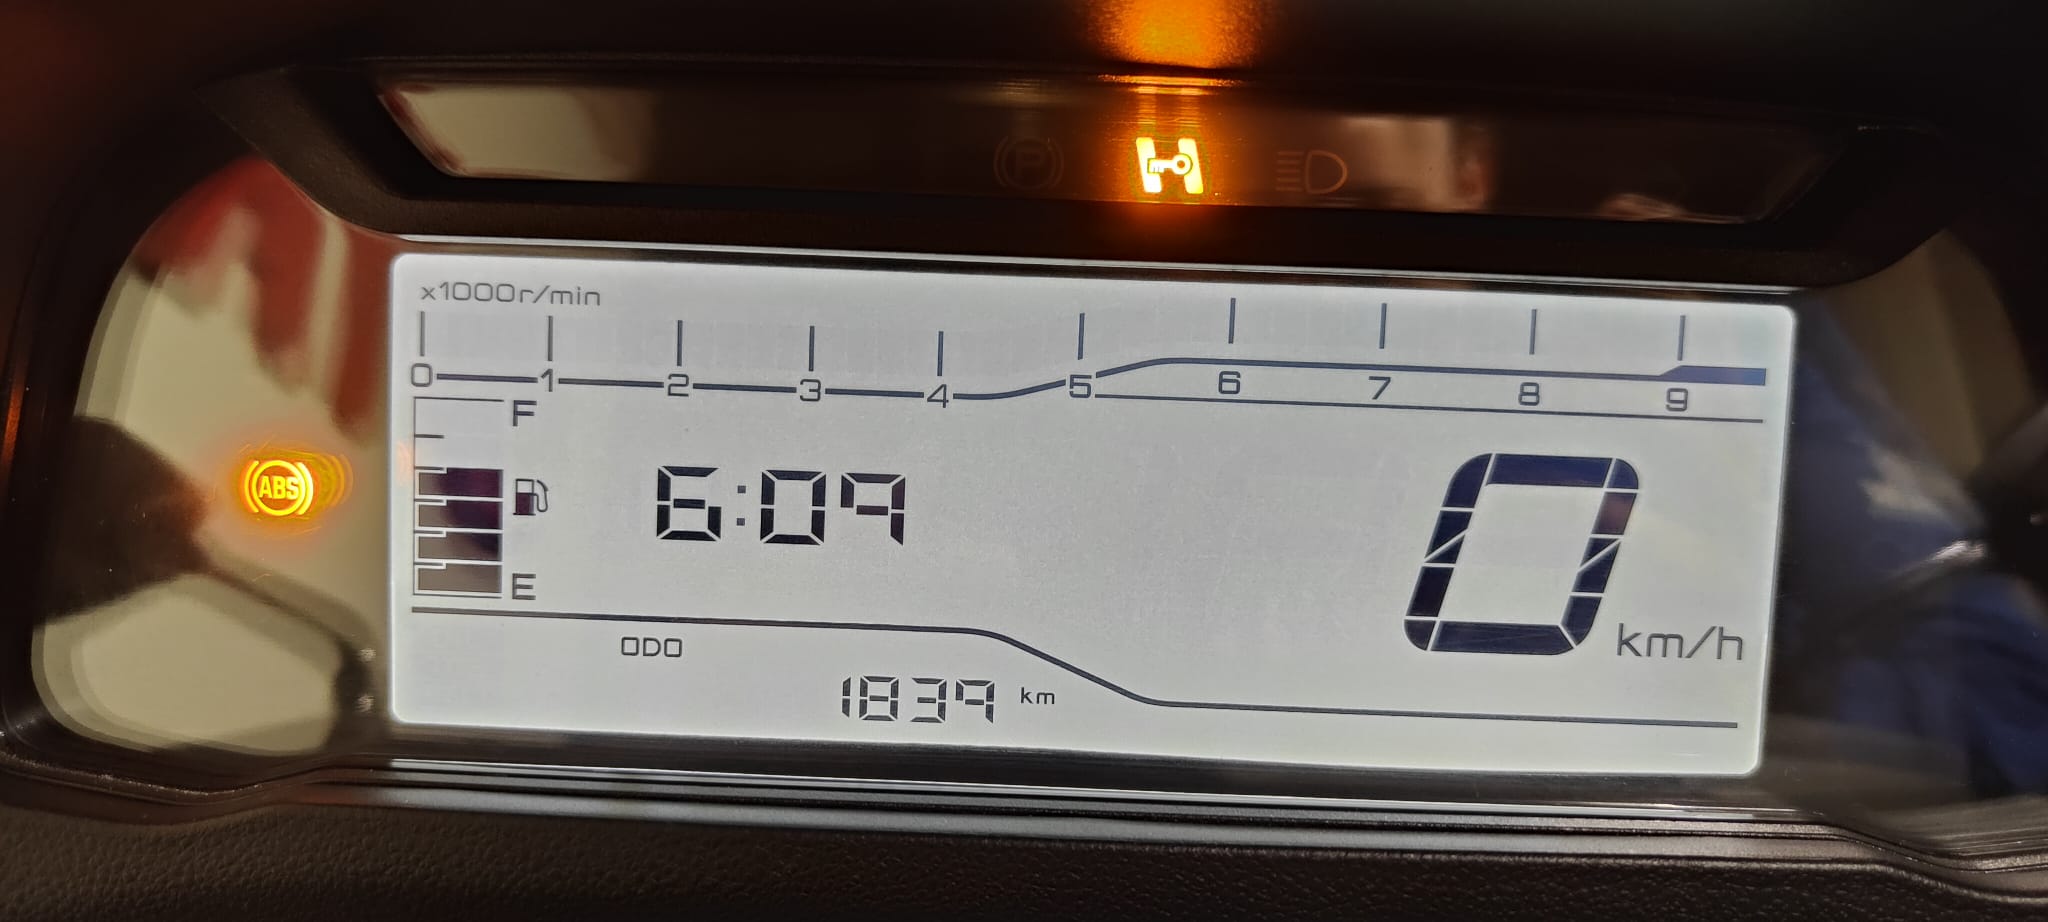 P
x1000r/min
0 1 2 3 4 5 6 7 8 9
F
ABS
6:09
0
E
km/h
ODO
1839 km